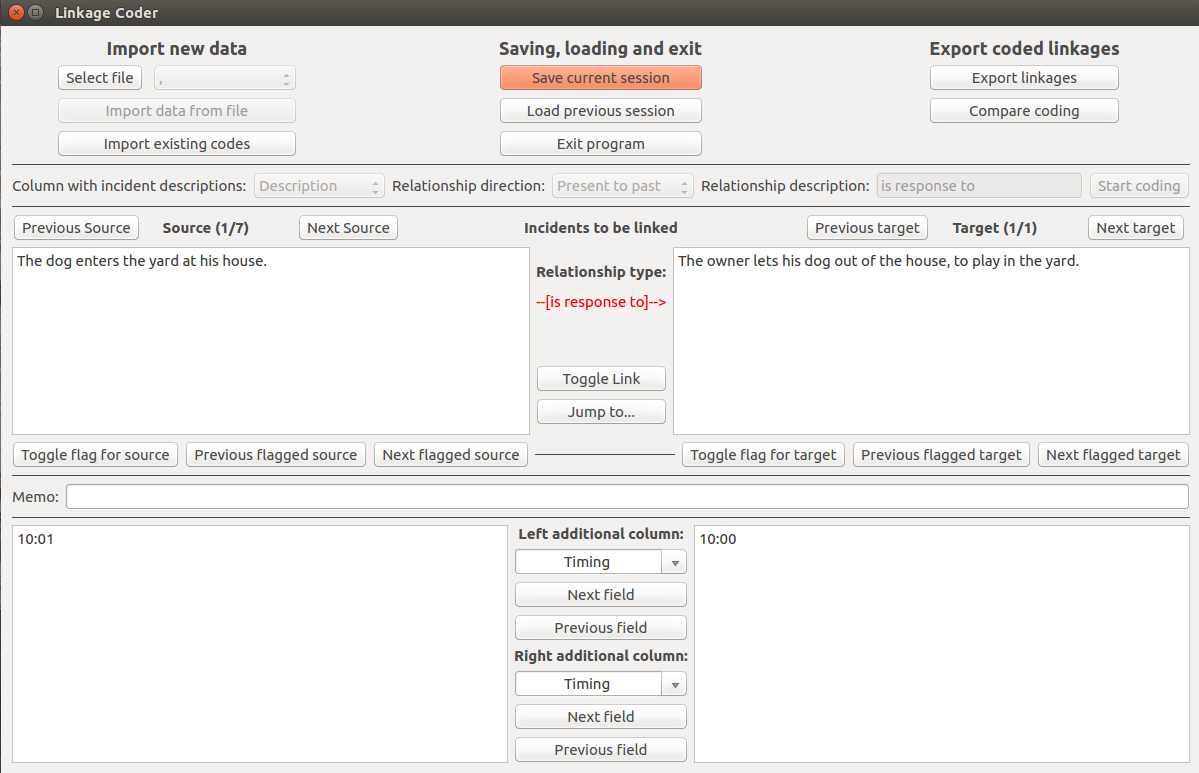 Linkage Coder
Import new data Saving, loading and exit Export coded linkages
Select file , Save current session Export linkages
Import data from file Load previous session Compare coding
Import existing codes Exit program
Column with incident descriptions: Description Relationship direction: Present to past Relationship description: is response to Start coding
Previous Source Source (1/7) Next Source Incidents to be linked Previous target Target (1/1) Next target
The dog enters the yard at his house. The owner lets his dog out of the house, to play in the yard.
Relationship type:
--[is response to]-->
Toggle Link
Jump to...
Toggle flag for source Previous flagged source Next flagged source Toggle flag for target Previous flagged target Next flagged target
Memo:
10:01 Left additional column: 10:00
Timing
Next field
Previous field
Right additional column:
Timing
Next field
Previous field